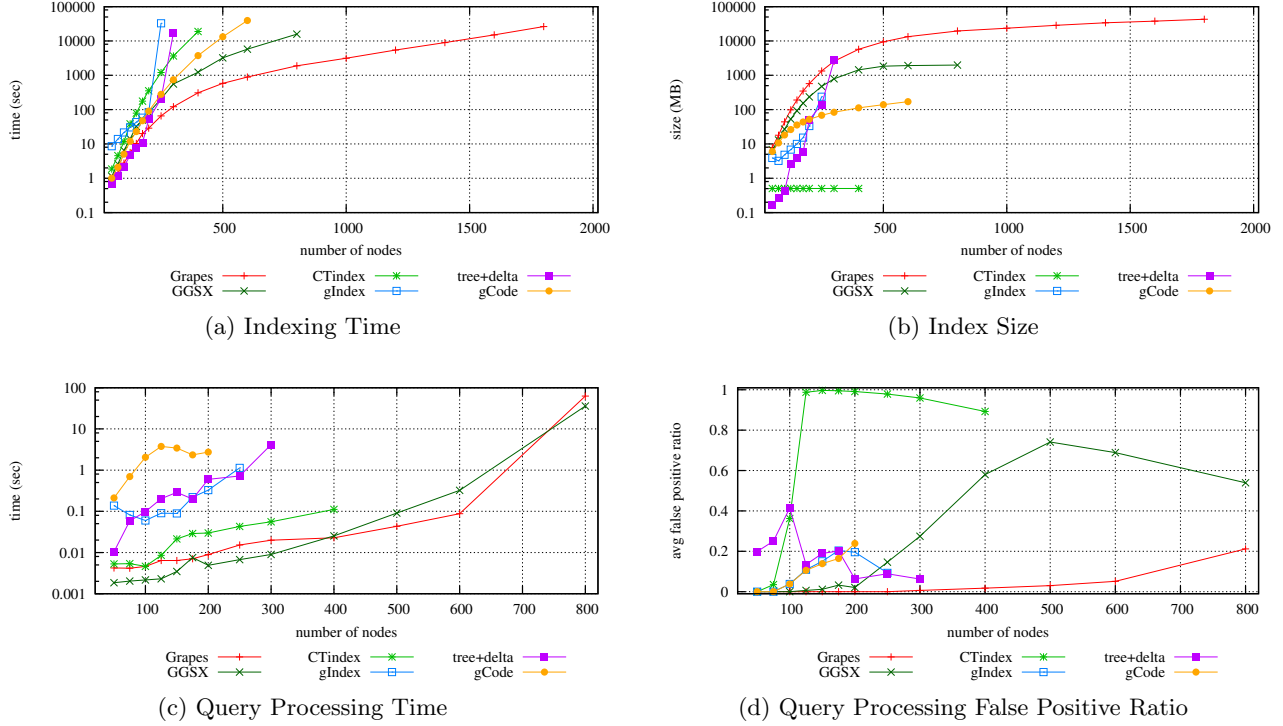 100000
10000
1000
100
10
1
0.1
time (sec)
500 1000 1500 2000
number of nodes
Grapes CTindex tree+delta
GGSX gIndex gCode
(a) Indexing Time
100000
10000
1000
100
10
1
0.1
size (MB)
500 1000 1500 2000
number of nodes
Grapes CTindex tree+delta
GGSX gIndex gCode
(b) Index Size
100
10
1
0.1
0.01
0.001
time (sec)
100 200 300 400 500 600 700 800
number of nodes
Grapes CTindex tree+delta
GGSX gIndex gCode
(c) Query Processing Time
1
0.8
0.6
0.4
0.2
0
avg false positive ratio
100 200 300 400 500 600 700 800
number of nodes
Grapes CTindex tree+delta
GGSX gIndex gCode
(d) Query Processing False Positive Ratio